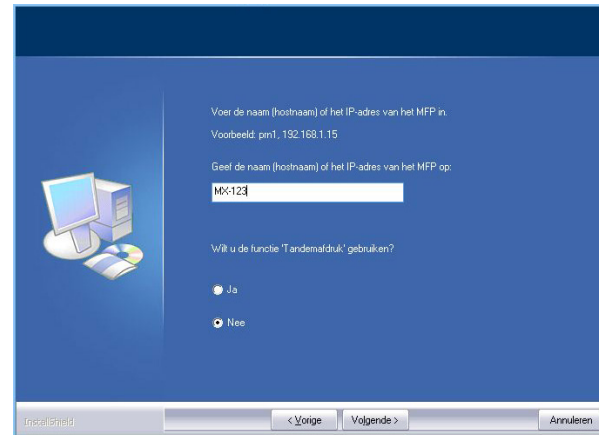 Voer de naam (hostnaam) of het IP-adres van het MFP in.
Voorbeeld: prn1, 192.168.1.15
Geef de naam (hostnaam) of het IP-adres van het MFP op:
MX-123
Wilt u de functie 'Tandemafdruk' gebruiken?
Ja
Nee
InstallShield
< Vorige
Volgende >
Annuleren